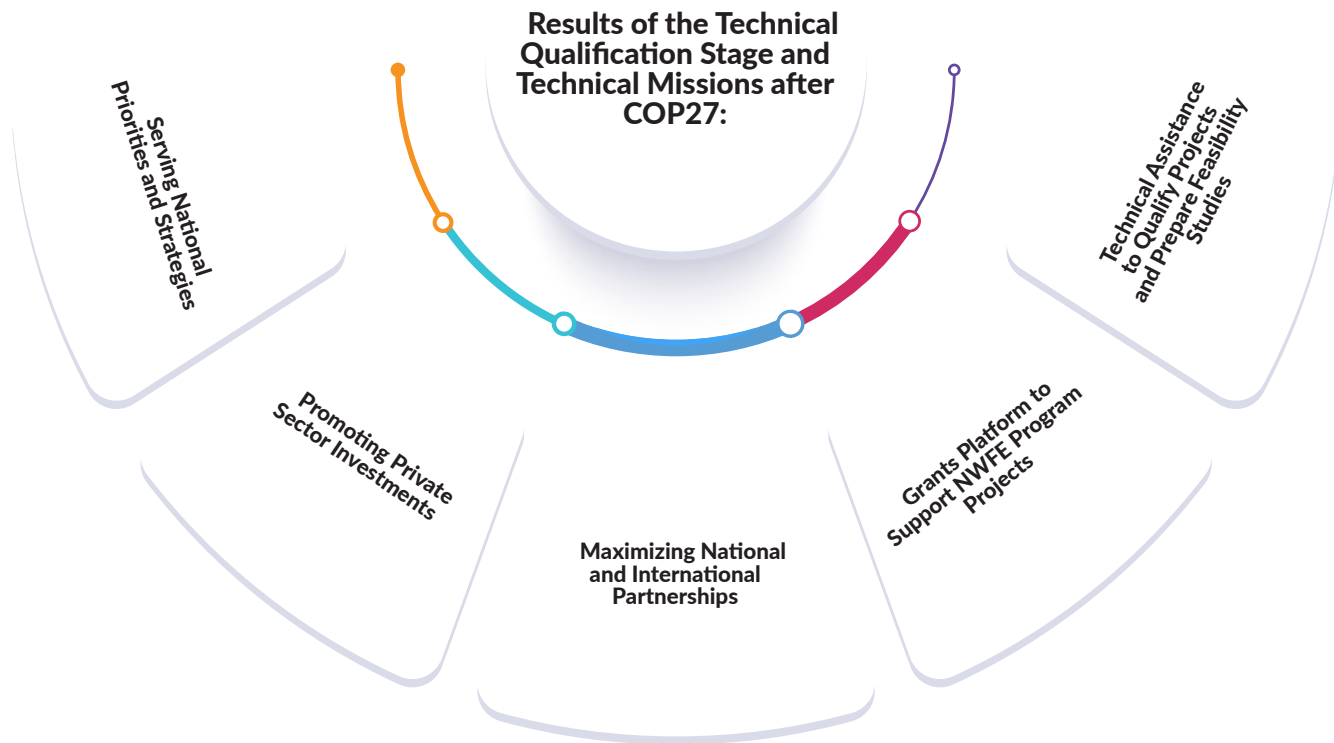 Results of the Technical
Qualification Stage and
Technical Missions after
COP27:
Serving National
Priorities and Strategies
Promoting Private
Sector Investments
Maximizing National
and International
Partnerships
Grants Platform to
Support NWFE Program
Projects
Technical Assistance
to Qualify Projects
and Prepare Feasibility
Studies